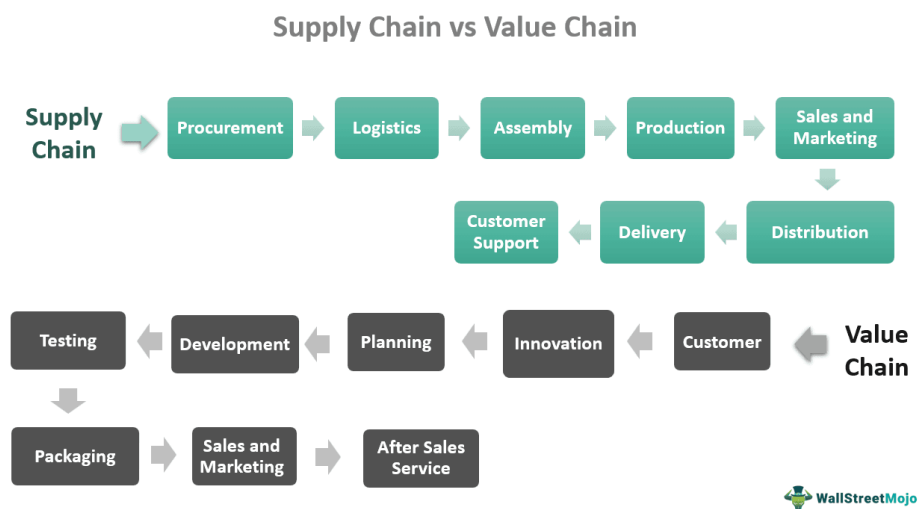 Supply Chain vs Value Chain
Supply
Chain
Procurement
Logistics
Assembly
Production
Sales and
Marketing
Distribution
Delivery
Customer
Support
Value
Chain
Customer
Innovation
Planning
Development
Testing
Packaging
Sales and
Marketing
After Sales
Service
WallStreetMojo